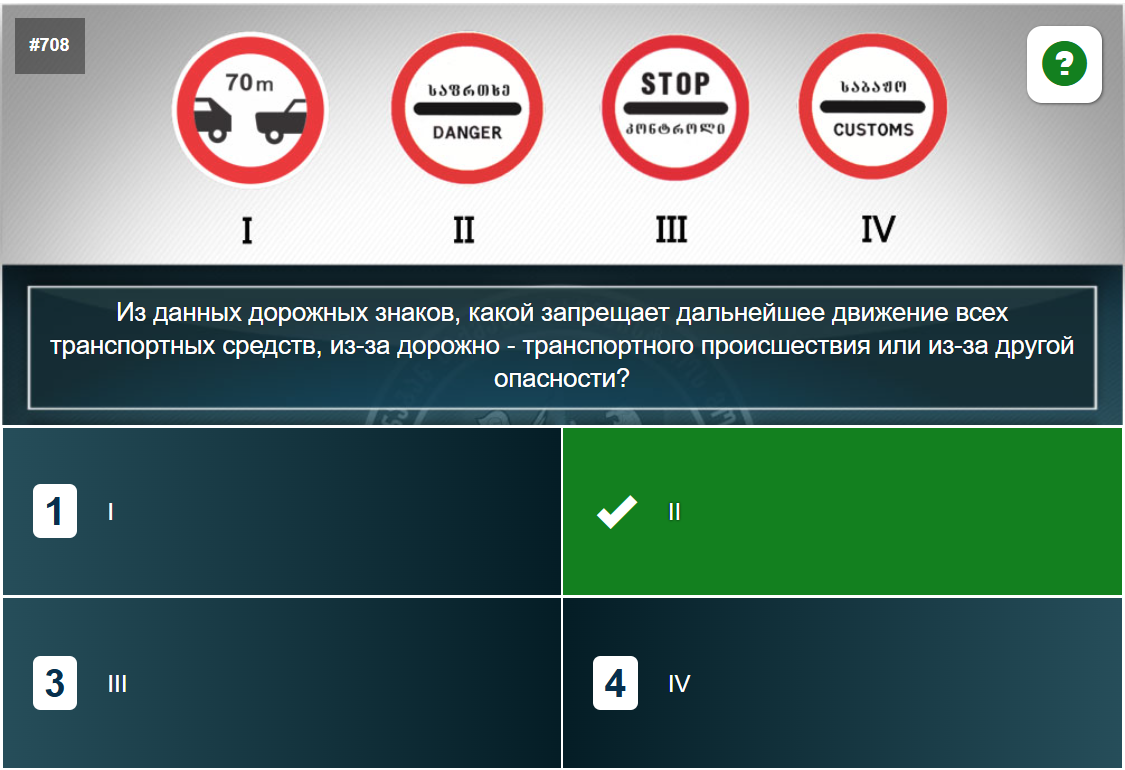 #708
?
70m
საფრთხე
DANGER
STOP
კონტროლი
საბაჟო
CUSTOMS
I
II
III
IV
Из данных дорожных знаков, какой запрещает дальнейшее движение всех
транспортных средств, из-за дорожно - транспортного происшествия или из-за другой
опасности?
1
I
II
3
III
4
IV